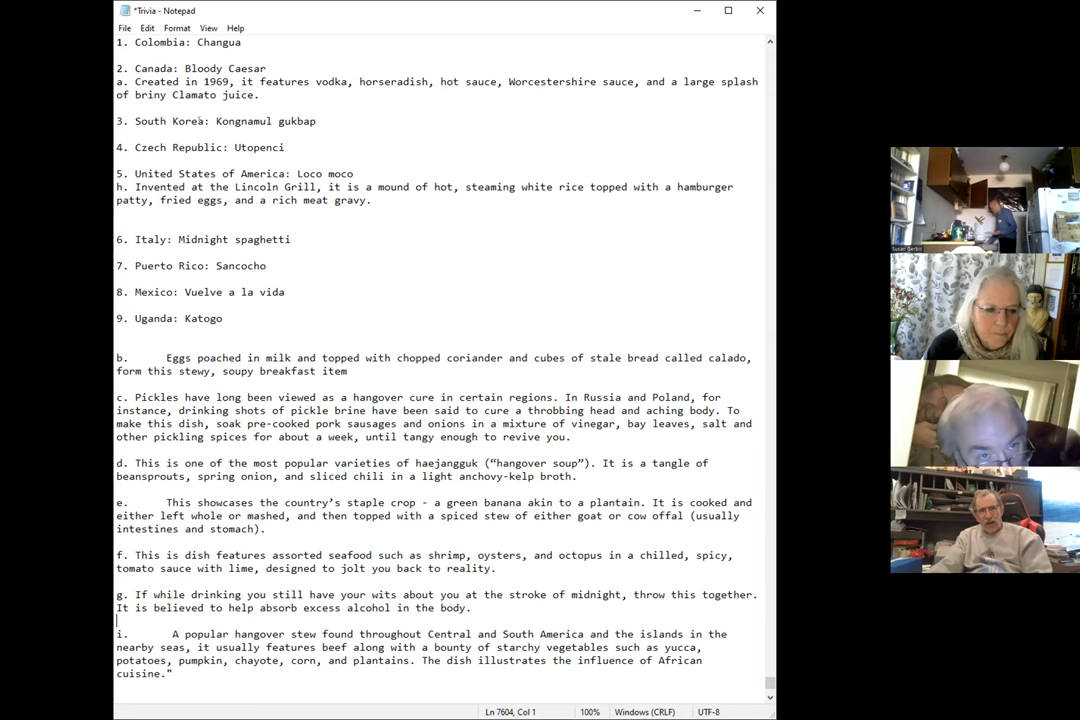 *Trivia - Notepad
File Edit Format View Help
1. Colombia: Changua
2. Canada: Bloody Caesar
a. Created in 1969, it features vodka, horseradish, hot sauce, Worcestershire sauce, and a large splash
of briny Clamato juice.
3. South Korea: Kongnamul gukbap
4. Czech Republic: Utopenci
5. United States of America: Loco moco
h. Invented at the Lincoln Grill, it is a mound of hot, steaming white rice topped with a hamburger
patty, fried eggs, and a rich meat gravy.
6. Italy: Midnight spaghetti
7. Puerto Rico: Sancocho
8. Mexico: Vuelve a la vida
9. Uganda: Katogo
b. Eggs poached in milk and topped with chopped coriander and cubes of stale bread called calado,
form this stewy, soupy breakfast item
c. Pickles have long been viewed as a hangover cure in certain regions. In Russia and Poland, for
instance, drinking shots of pickle brine have been said to cure a throbbing head and aching body. To
make this dish, soak pre-cooked pork sausages and onions in a mixture of vinegar, bay leaves, salt and
other pickling spices for about a week, until tangy enough to revive you.
d. This is one of the most popular varieties of haejangguk (“hangover soup”). It is a tangle of
beansprouts, spring onion, and sliced chili in a light anchovy-kelp broth.
e. This showcases the country’s staple crop - a green banana akin to a plantain. It is cooked and
either left whole or mashed, and then topped with a spiced stew of either goat or cow offal (usually
intestines and stomach).
f. This is dish features assorted seafood such as shrimp, oysters, and octopus in a chilled, spicy,
tomato sauce with lime, designed to jolt you back to reality.
g. If while drinking you still have your wits about you at the stroke of midnight, throw this together.
It is believed to help absorb excess alcohol in the body.
i. A popular hangover stew found throughout Central and South America and the islands in the
nearby seas, it usually features beef along with a bounty of starchy vegetables such as yucca,
potatoes, pumpkin, chayote, corn, and plantains. The dish illustrates the influence of African
cuisine."
Ln 7604, Col 1 100% Windows (CRLF) UTF-8
Susan Gerbic